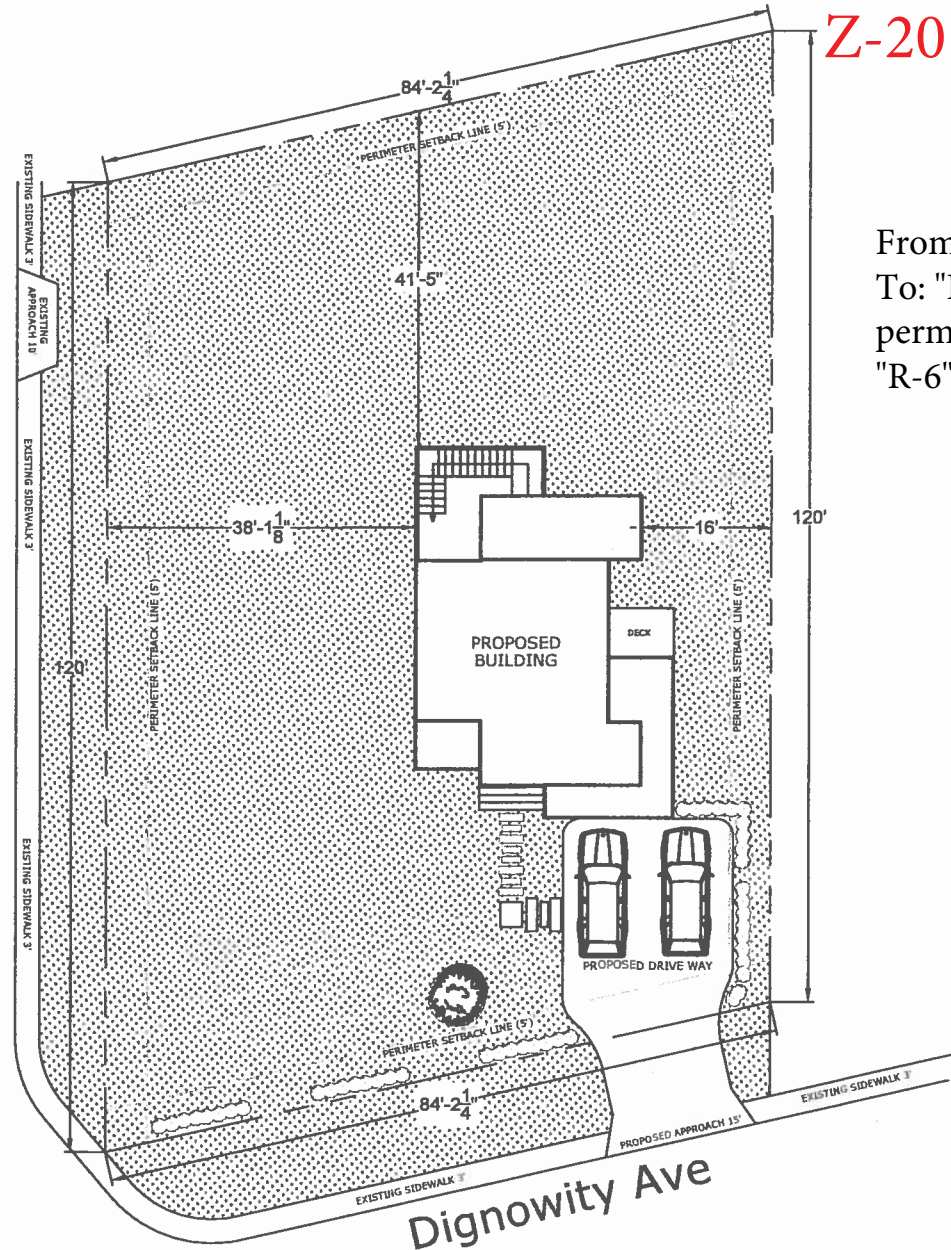 Z-20
84'-2 1/4"
PERIMETER SETBACK LINE (5')
EXISTING SIDEWALK 3'
EXISTING
APPROACH 10'
From
To: "
perm
"R-6"
41'-5"
EXISTING SIDEWALK 3'
38'-1 1/8"
16'
120'
PERIMETER SETBACK LINE (5')
PROPOSED
BUILDING
DECK
PERIMETER SETBACK LINE (5')
120'
EXISTING SIDEWALK 3'
PROPOSED DRIVE WAY
PERIMETER SETBACK LINE (5')
84'-2 1/4"
EXISTING SIDEWALK 3'
PROPOSED APPROACH 15'
EXISTING SIDEWALK 3'
Dignowity Ave